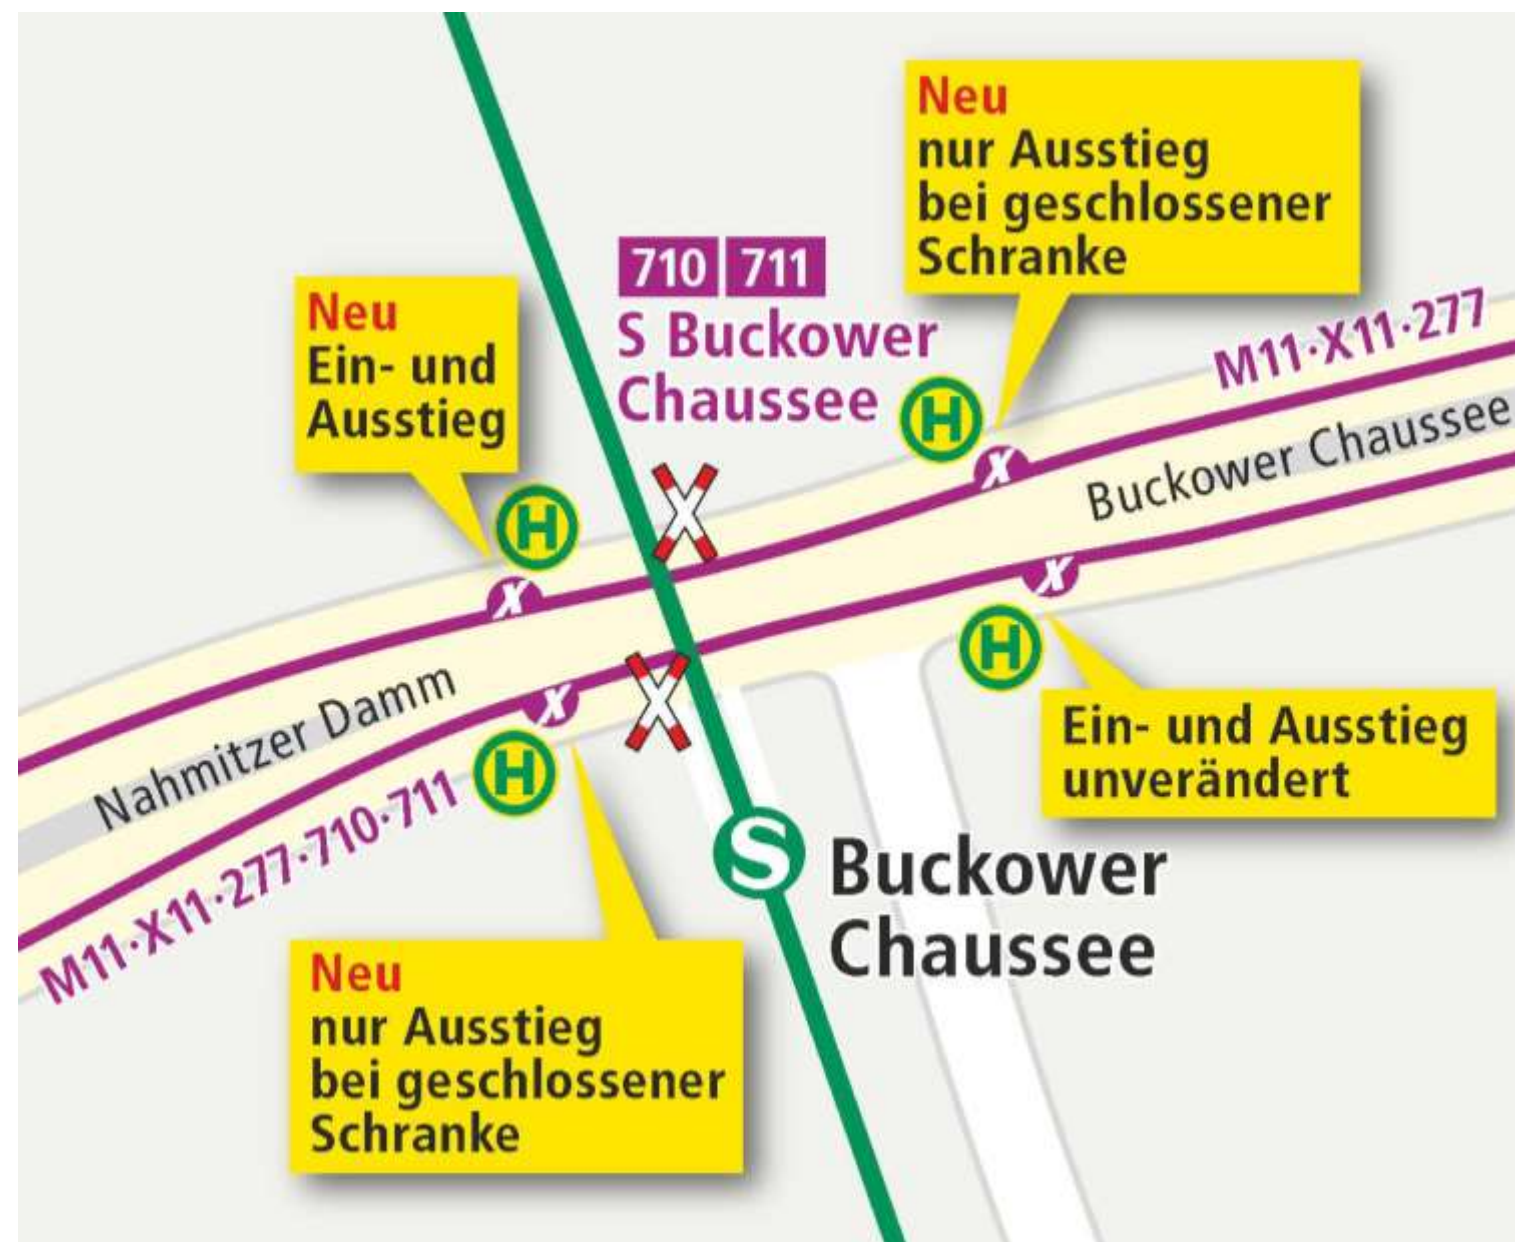 Neu
nur Ausstieg
bei geschlossener
Schranke
710 711
S Buckower
Chaussee
Neu
Ein- und
Ausstieg
H
M11·X11·277
H
X
Buckower Chaussee
X
X
H
Nahmitzer Damm
X
H
M11·X11·277·710·711
Ein- und Ausstieg
unverändert
S
Buckower
Chaussee
Neu
nur Ausstieg
bei geschlossener
Schranke